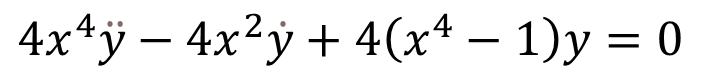 4x⁴ÿ − 4x²ẏ + 4(x⁴ − 1)y = 0